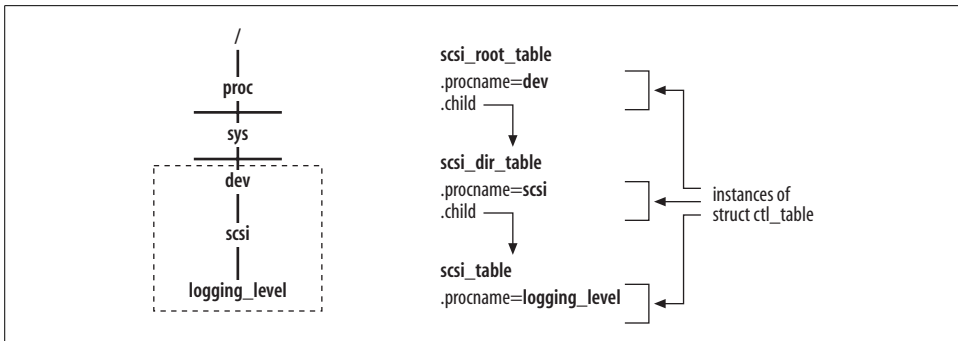 /
proc
sys
dev
scsi
logging_level
scsi_root_table
.procname=dev
.child
scsi_dir_table
.procname=scsi
.child
scsi_table
.procname=logging_level
instances of
struct ctl_table